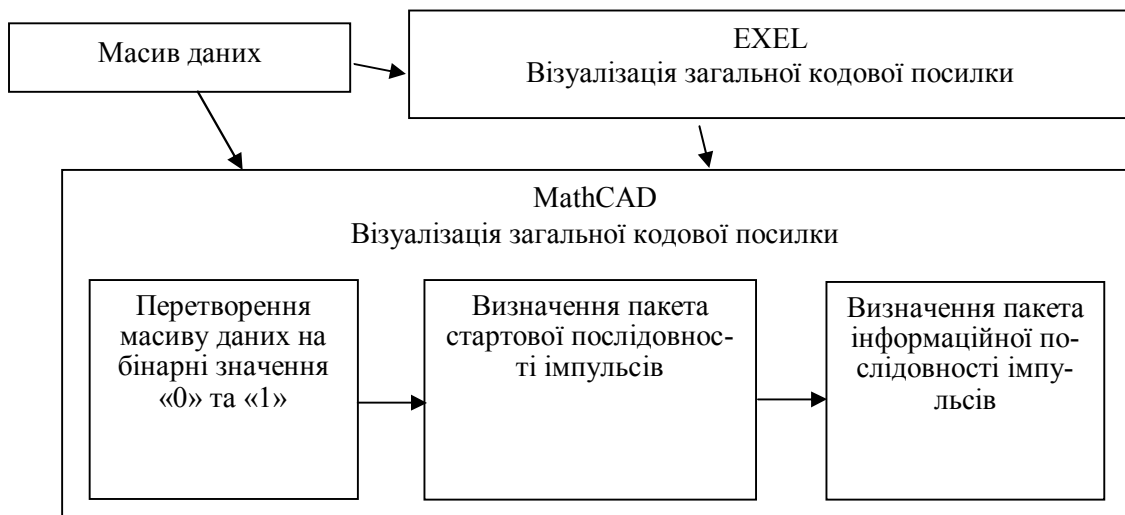 Масив даних
EXEL
Візуалізація загальної кодової посилки
MathCAD
Візуалізація загальної кодової посилки
Перетворення
масиву даних на
бінарні значення
«0» та «1»
Визначення пакета
стартової послідовнос-
ті імпульсів
Визначення пакета
інформаційної по-
слідовності імпу-
льсів